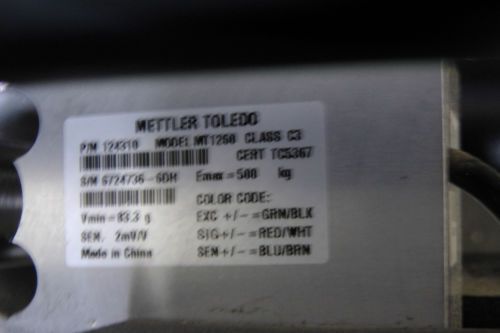 METTLER TOLEDO
P/N 124310 MODEL MT1260 CLASS C3
CERT TC5367
S/N 6724736-6DH Emax=500 kg
COLOR CODE:
Vmin=83.3 g EXC +/- =GRN/BLK
SEN. 2mV/V SIG+/- =RED/WHT
Made in China SEN+/- =BLU/BRN